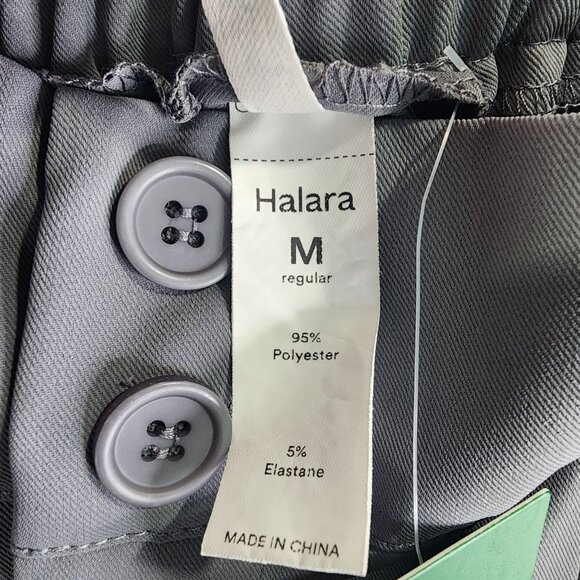 Halara
M
regular
95%
Polyester
5%
Elastane
MADE IN CHINA